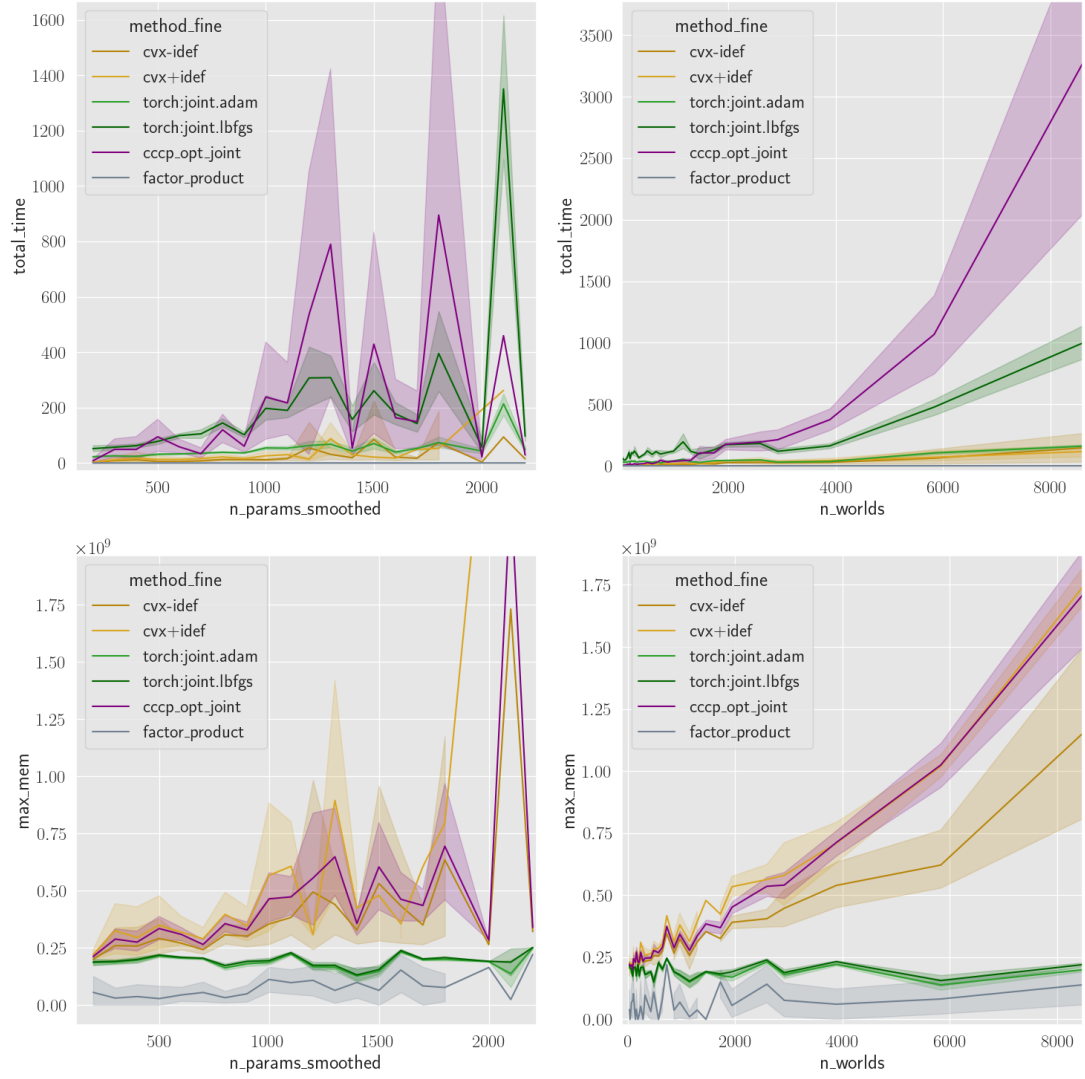 total_time
1600
1400
1200
1000
800
600
400
200
0
method_fine
cvx-idef
cvx+idef
torch:joint.adam
torch:joint.lbfgs
cccp_opt_joint
factor_product
500
1000
1500
2000
n_params_smoothed
total_time
3500
3000
2500
2000
1500
1000
500
0
method_fine
cvx-idef
cvx+idef
torch:joint.adam
torch:joint.lbfgs
cccp_opt_joint
factor_product
2000
4000
6000
8000
n_worlds
×10⁹
max_mem
1.75
1.50
1.25
1.00
0.75
0.50
0.25
0.00
method_fine
cvx-idef
cvx+idef
torch:joint.adam
torch:joint.lbfgs
cccp_opt_joint
factor_product
500
1000
1500
2000
n_params_smoothed
×10⁹
max_mem
1.75
1.50
1.25
1.00
0.75
0.50
0.25
0.00
method_fine
cvx-idef
cvx+idef
torch:joint.adam
torch:joint.lbfgs
cccp_opt_joint
factor_product
0
2000
4000
6000
8000
n_worlds